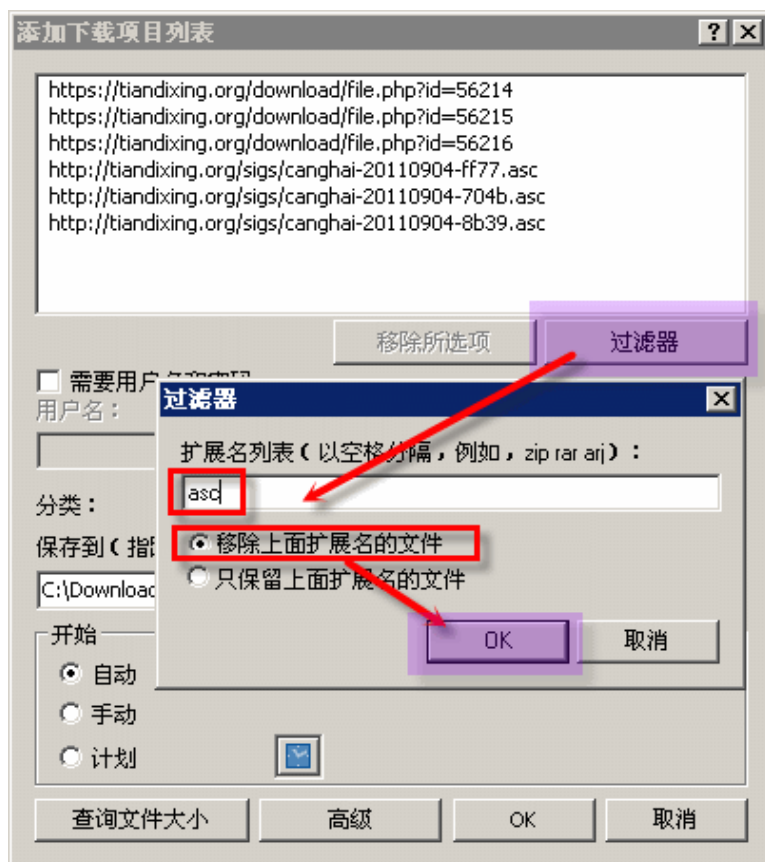 添加下载项目列表
https://tiandixing.org/download/file.php?id=56214
https://tiandixing.org/download/file.php?id=56215
https://tiandixing.org/download/file.php?id=56216
http://tiandixing.org/sigs/canghai-20110904-ff77.asc
http://tiandixing.org/sigs/canghai-20110904-704b.asc
http://tiandixing.org/sigs/canghai-20110904-8b39.asc
移除所选项 过滤器
需要用户名和密码
用户名：
过滤器
扩展名列表（以空格分隔，例如，zip rar arj）：
asc
分类：
移除上面扩展名的文件
保存到（指
只保留上面扩展名的文件
C:\Download
OK 取消
开始
自动
手动
计划
查询文件大小 高级 OK 取消